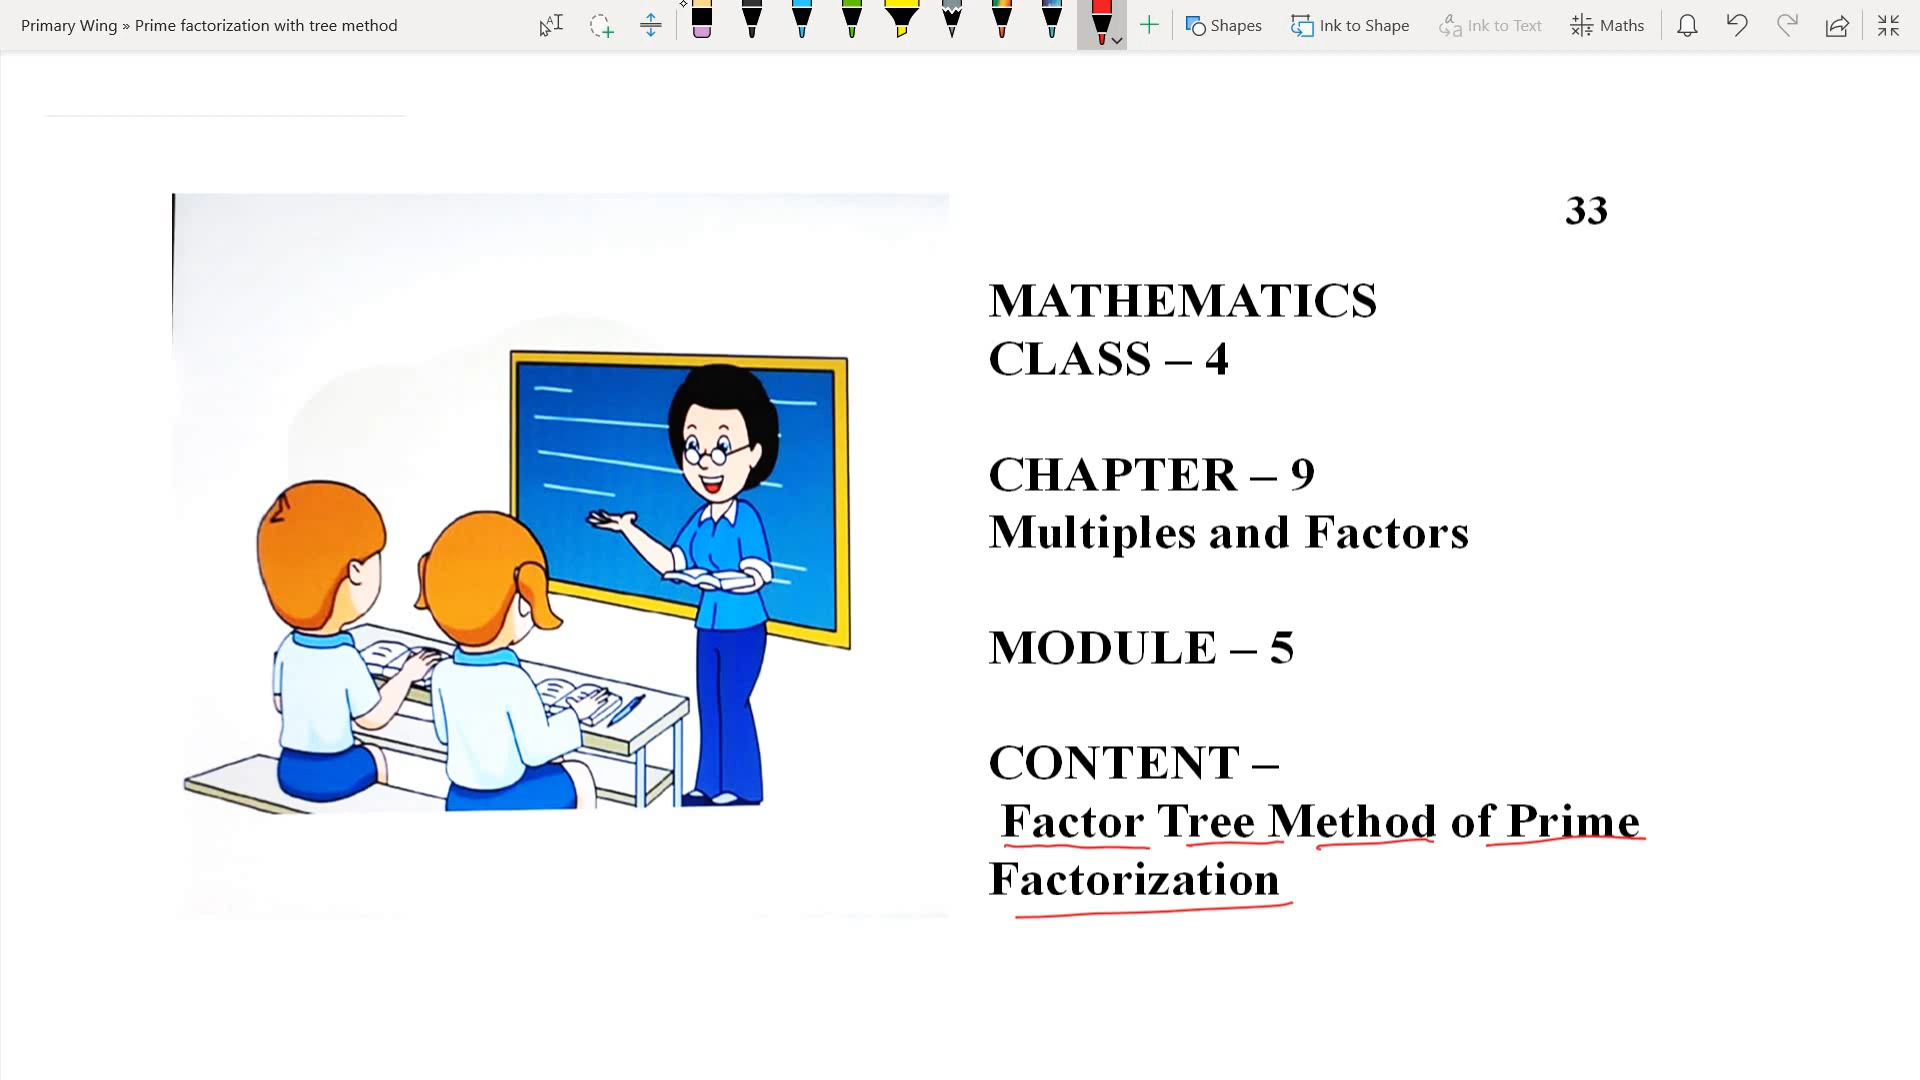 Primary Wing » Prime factorization with tree method
Shapes
Ink to Shape
Ink to Text
Maths
33
MATHEMATICS
CLASS – 4
CHAPTER – 9
Multiples and Factors
MODULE – 5
CONTENT –
Factor Tree Method of Prime
Factorization